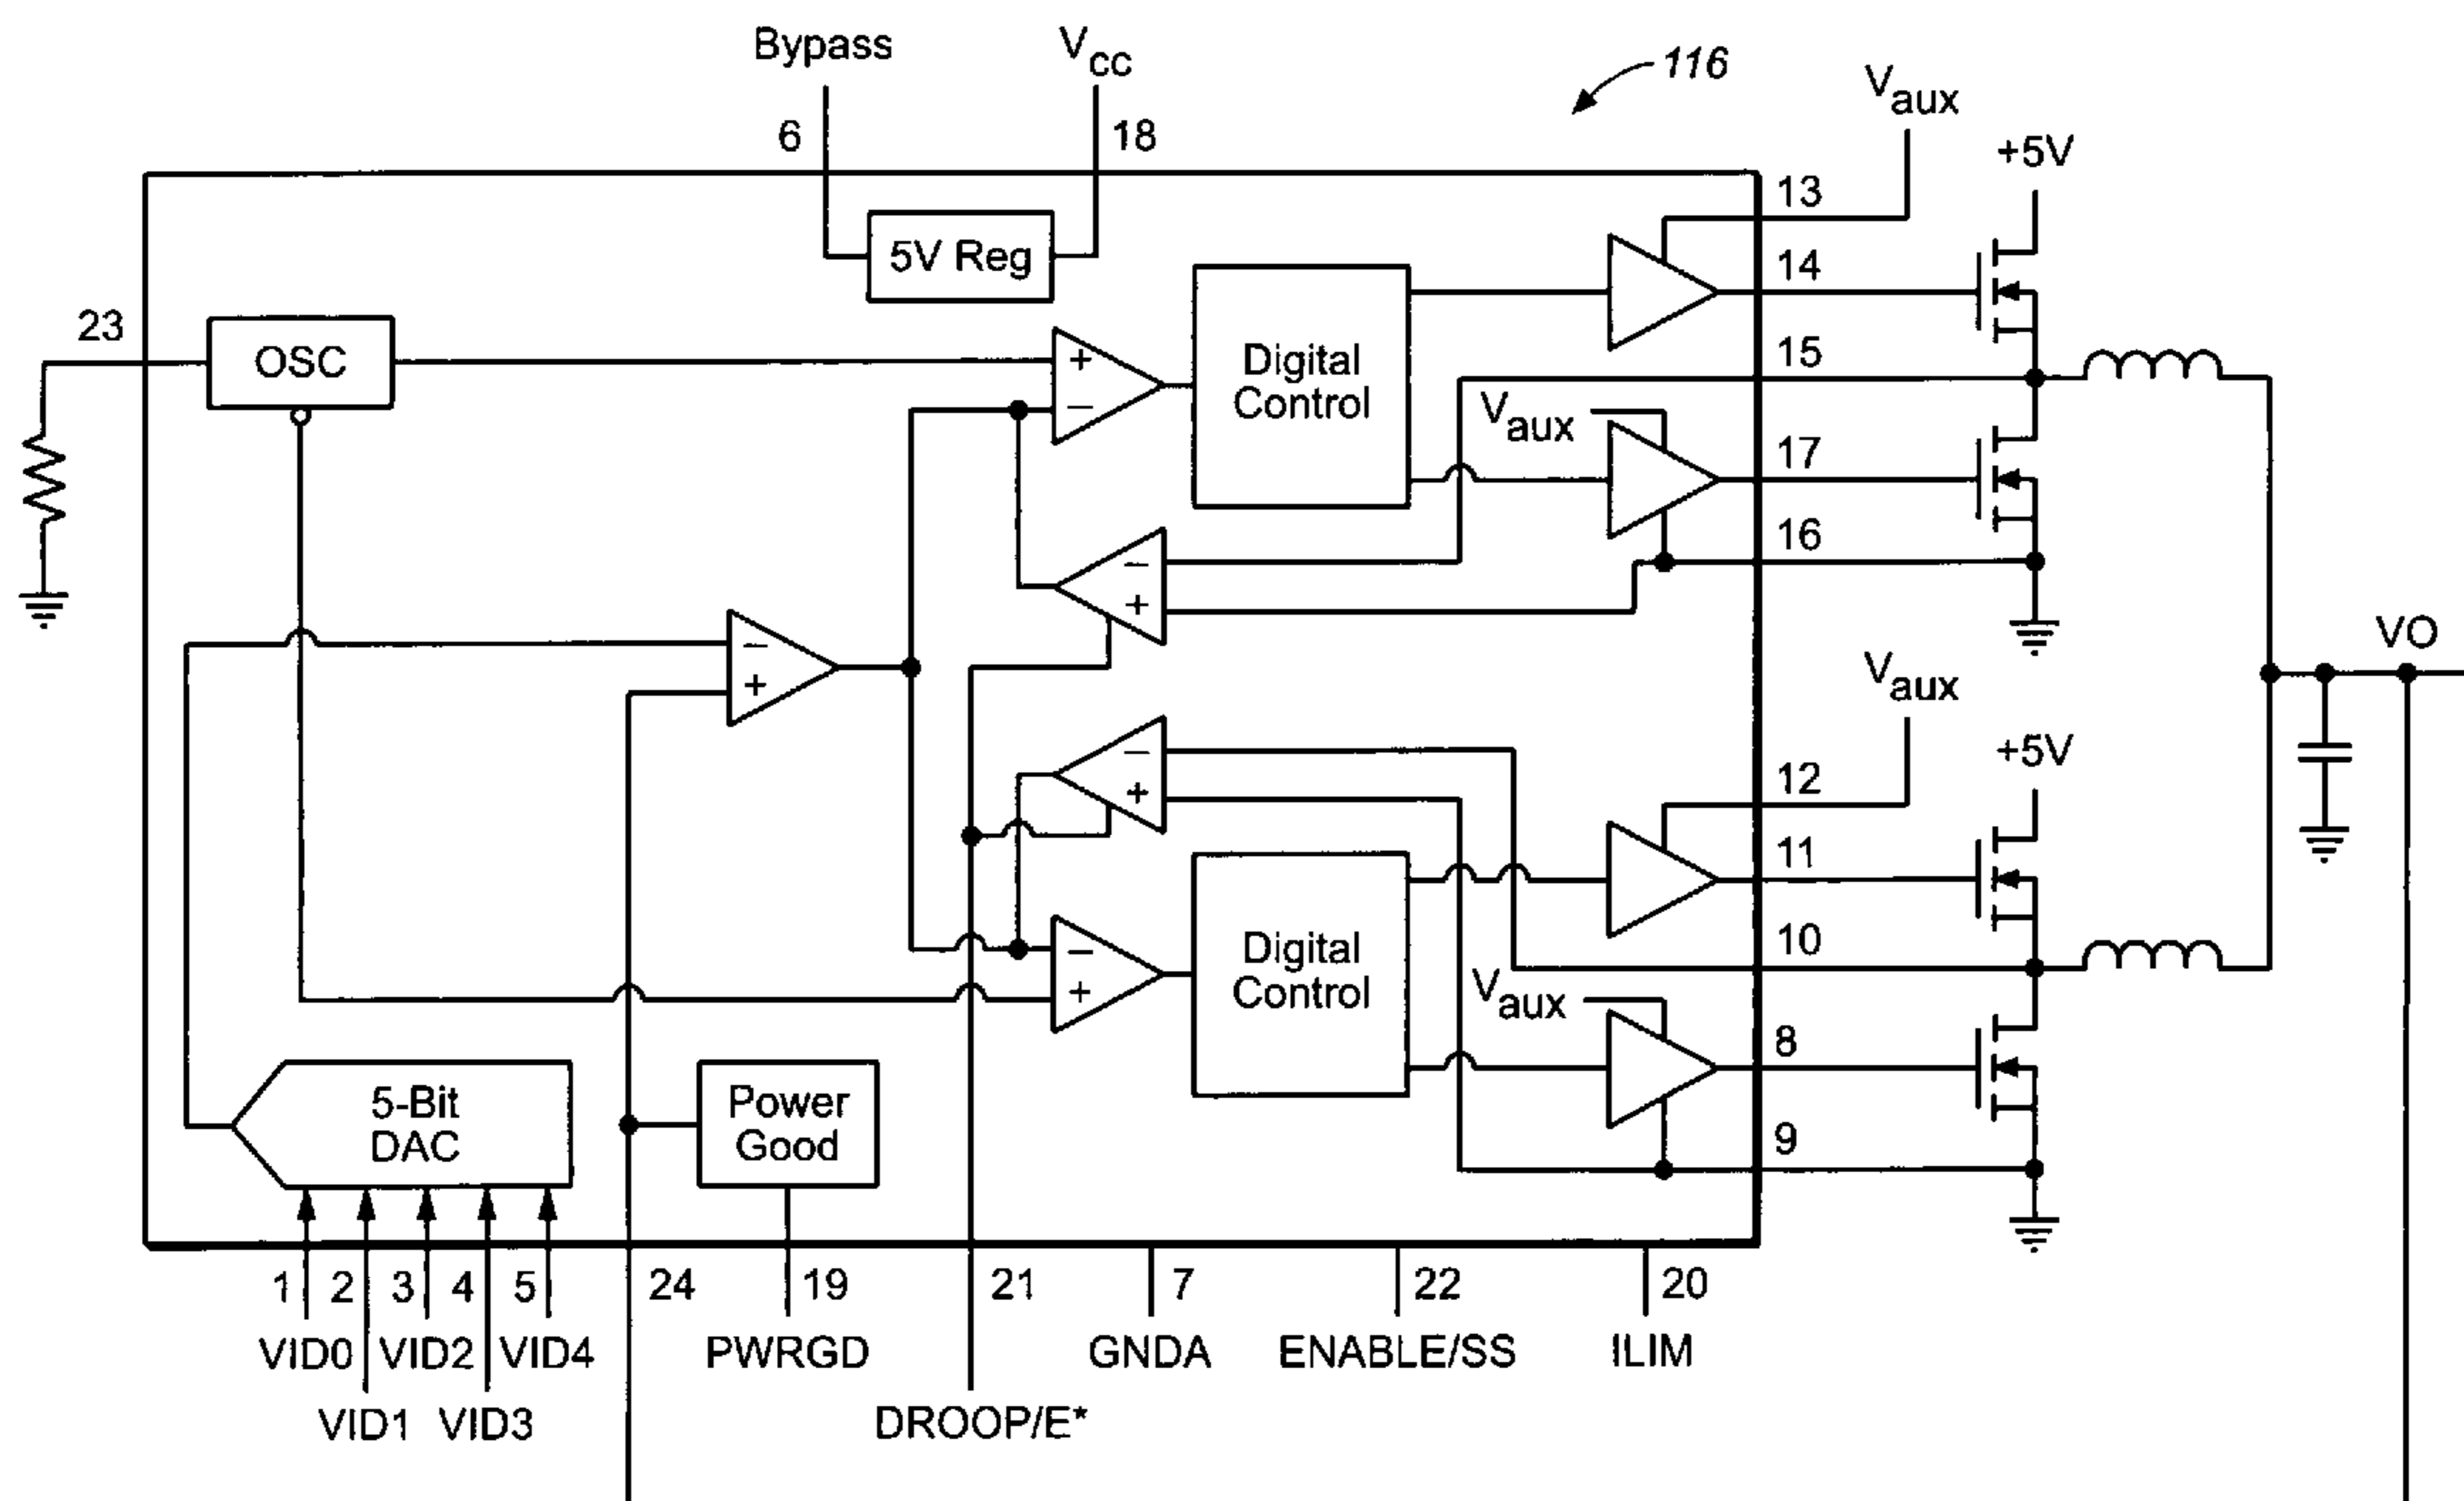 Bypass
Vcc
116
Vaux
+5V
6
18
13
5V Reg
14
23
OSC
+
−
Digital
Control
15
Vaux
17
−
+
16
−
+
VO
Vaux
−
+
+5V
12
11
10
−
+
Digital
Control
Vaux
8
5-Bit
DAC
Power
Good
9
1
2
3
4
5
24
19
21
7
22
20
VID0
VID2
VID4
PWRGD
GNDA
ENABLE/SS
ILIM
VID1
VID3
DROOP/E*